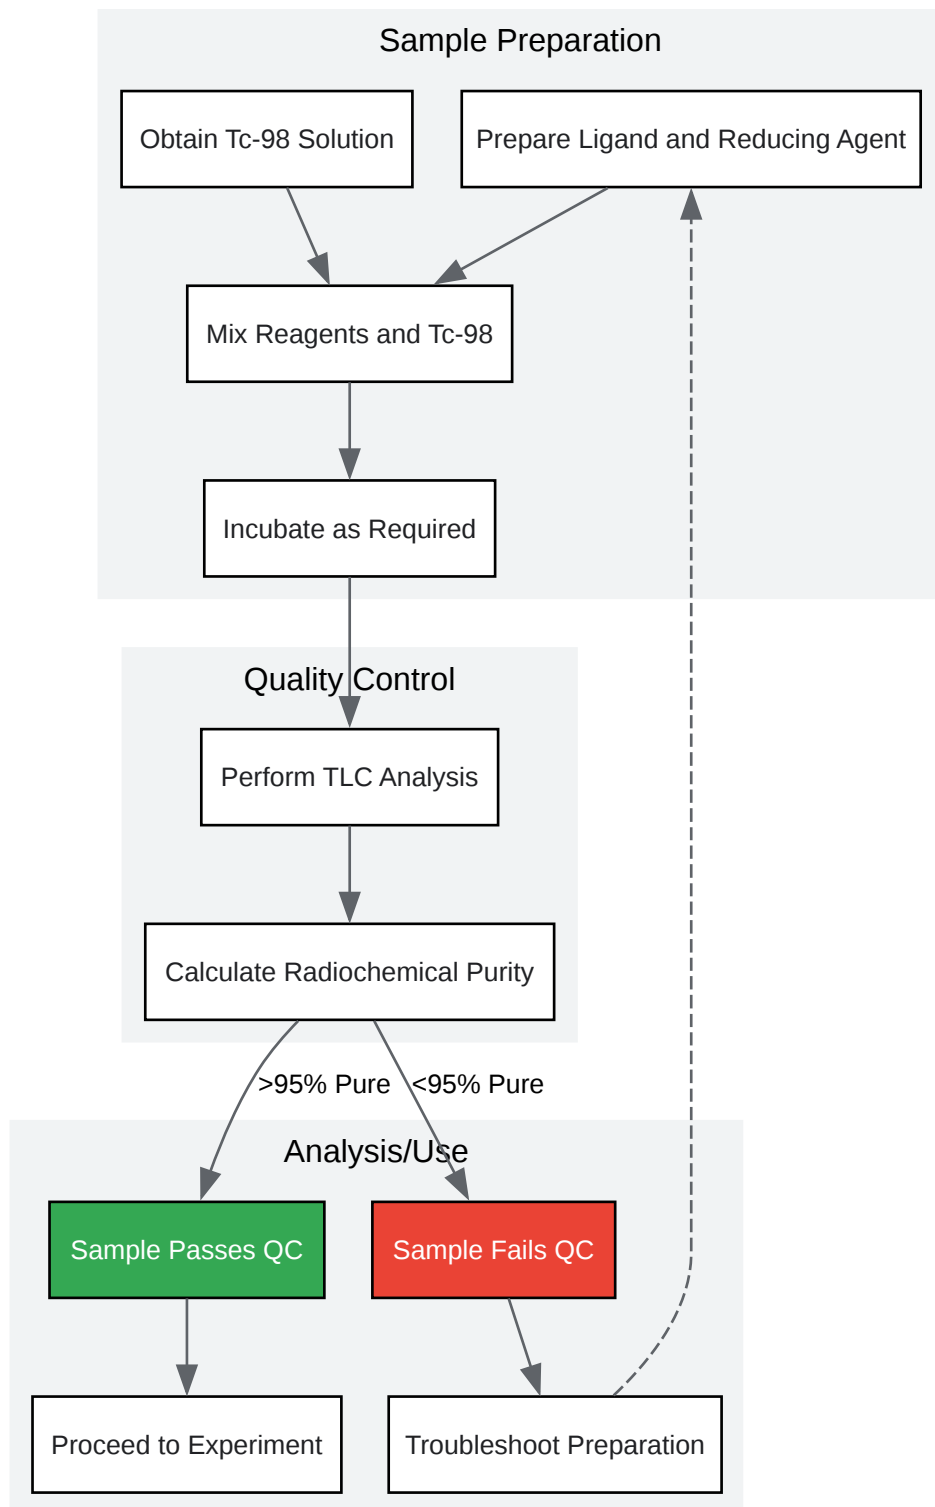 Sample Preparation
Obtain Tc-98 Solution
Prepare Ligand and Reducing Agent
Mix Reagents and Tc-98
Incubate as Required
Quality Control
Perform TLC Analysis
Calculate Radiochemical Purity
>95% Pure
<95% Pure
Analysis/Use
Sample Passes QC
Sample Fails QC
Proceed to Experiment
Troubleshoot Preparation